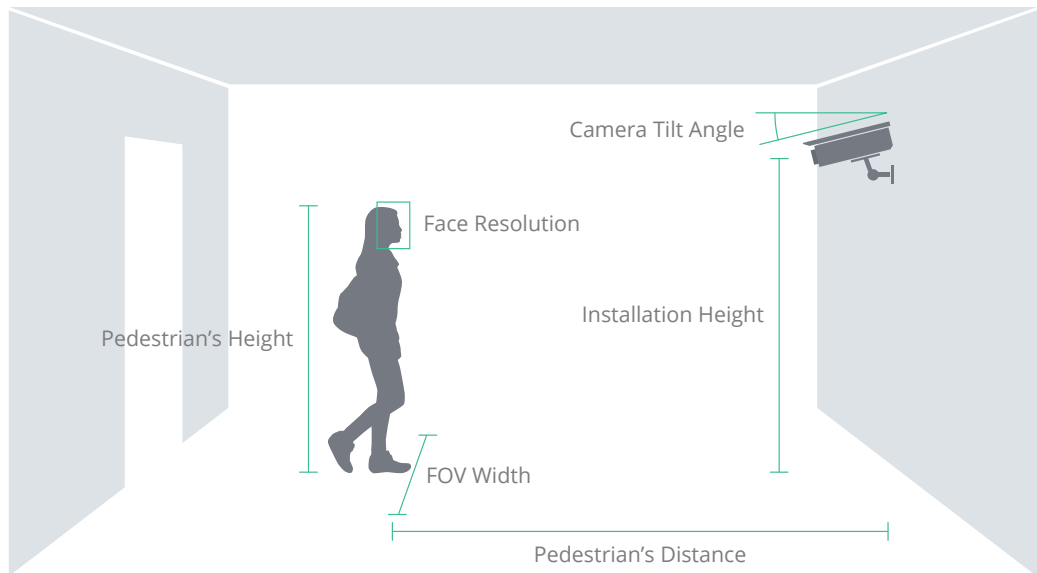 Camera Tilt Angle
Face Resolution
Installation Height
Pedestrian’s Height
FOV Width
Pedestrian’s Distance